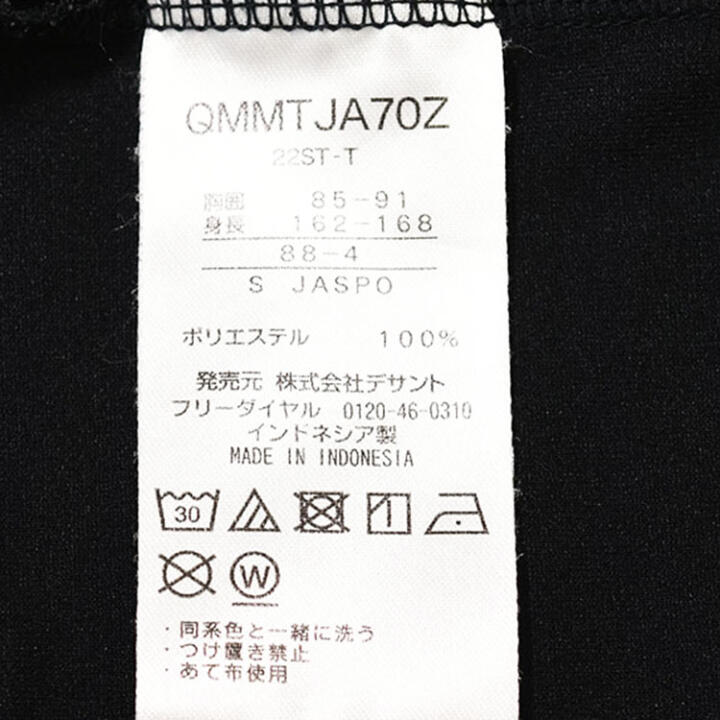 QMMTJA70Z
22ST-T
胸囲 85-91
身長 162-168
88-4
S JASPO
ポリエステル 100%
発売元 株式会社デサント
フリーダイヤル 0120-46-0310
インドネシア製
MADE IN INDONESIA
30
W
・同系色と一緒に洗う
・つけ置き禁止
・あて布使用